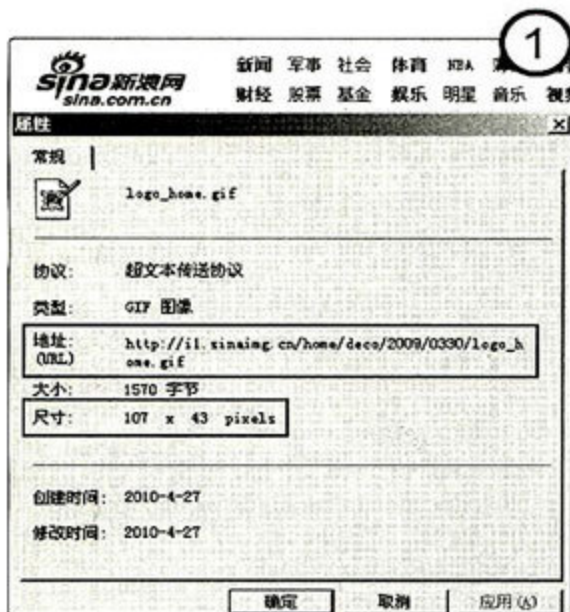 1
sina新浪网
sina.com.cn
新闻 军事 社会 体育 NBA
财经 股票 基金 娱乐 明星 音乐 视
属性
常规
logo_home.gif
协议: 超文本传送协议
类型: GIF 图像
地址: http://i1.sinaimg.cn/home/deco/2009/0330/logo_h
(URL) ome.gif
大小: 1570 字节
尺寸: 107 x 43 pixels
创建时间: 2010-4-27
修改时间: 2010-4-27
确定 取消 应用(A)